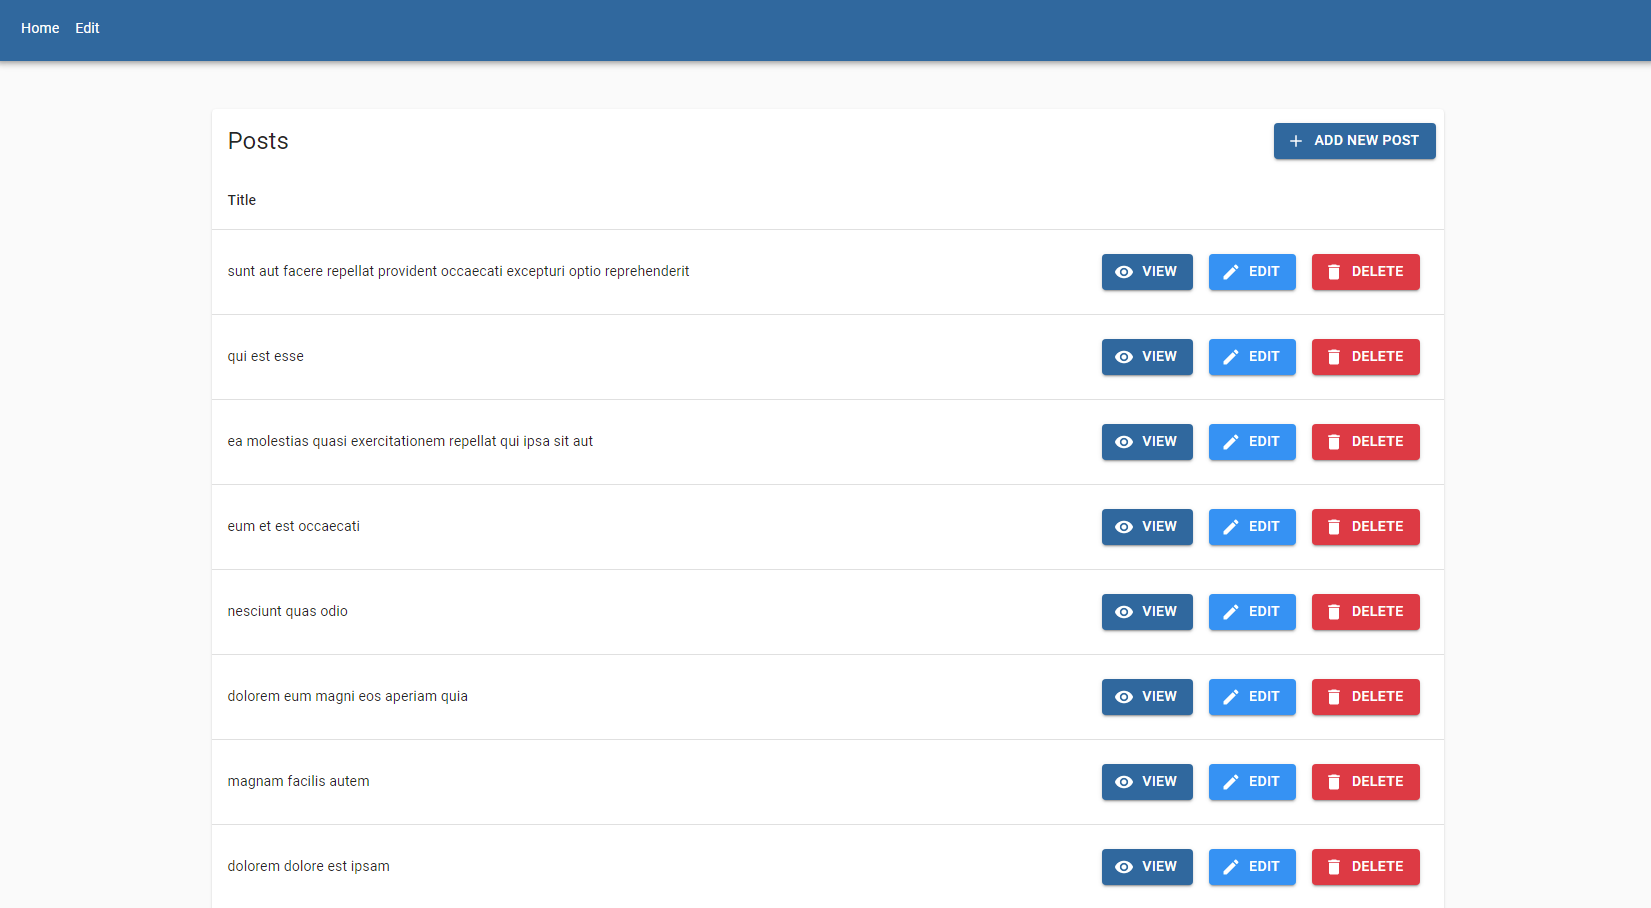 Home Edit
Posts ADD NEW POST
Title
sunt aut facere repellat provident occaecati excepturi optio reprehenderit VIEW EDIT DELETE
qui est esse VIEW EDIT DELETE
ea molestias quasi exercitationem repellat qui ipsa sit aut VIEW EDIT DELETE
eum et est occaecati VIEW EDIT DELETE
nesciunt quas odio VIEW EDIT DELETE
dolorem eum magni eos aperiam quia VIEW EDIT DELETE
magnam facilis autem VIEW EDIT DELETE
dolorem dolore est ipsam VIEW EDIT DELETE